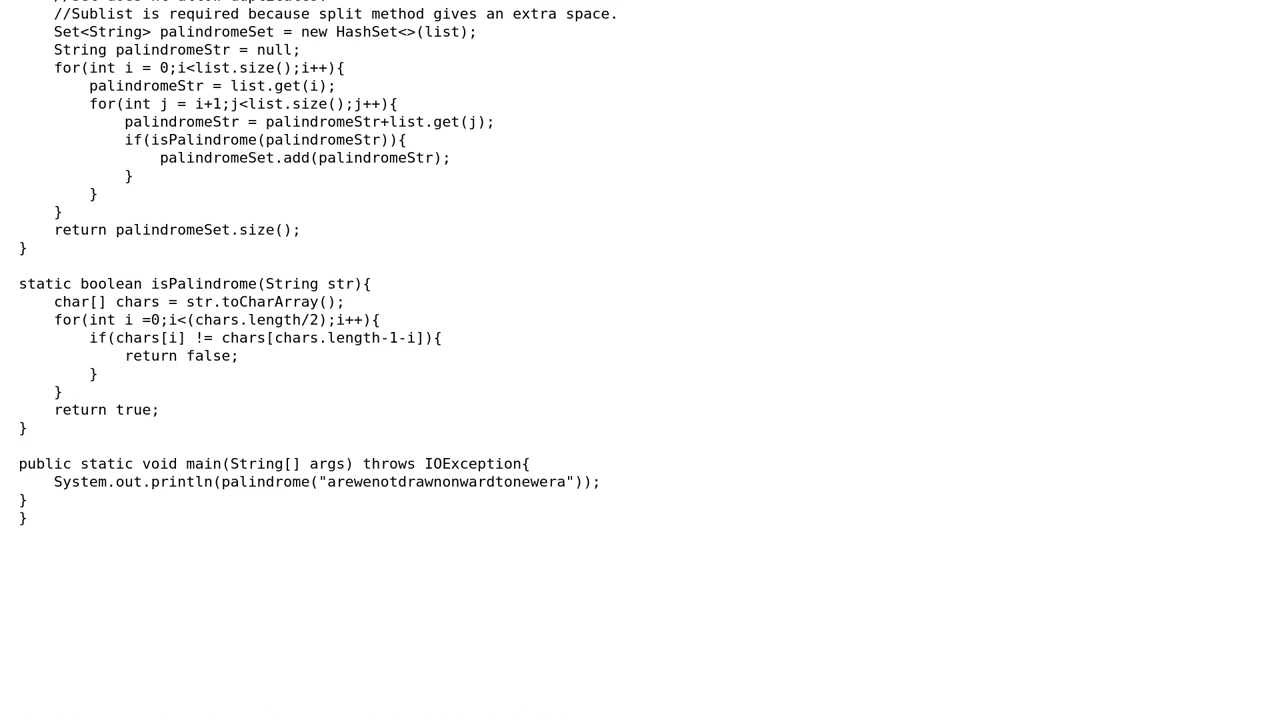 //Sublist is required because split method gives an extra space.
Set<String> palindromeSet = new HashSet<>(list);
String palindromeStr = null;
for(int i = 0;i<list.size();i++){
palindromeStr = list.get(i);
for(int j = i+1;j<list.size();j++){
palindromeStr = palindromeStr+list.get(j);
if(isPalindrome(palindromeStr)){
palindromeSet.add(palindromeStr);
}
}
}
return palindromeSet.size();
}
static boolean isPalindrome(String str){
char[] chars = str.toCharArray();
for(int i =0;i<(chars.length/2);i++){
if(chars[i] != chars[chars.length-1-i]){
return false;
}
}
return true;
}
public static void main(String[] args) throws IOException{
System.out.println(palindrome("arewenotdrawnonwardtonewera"));
}
}